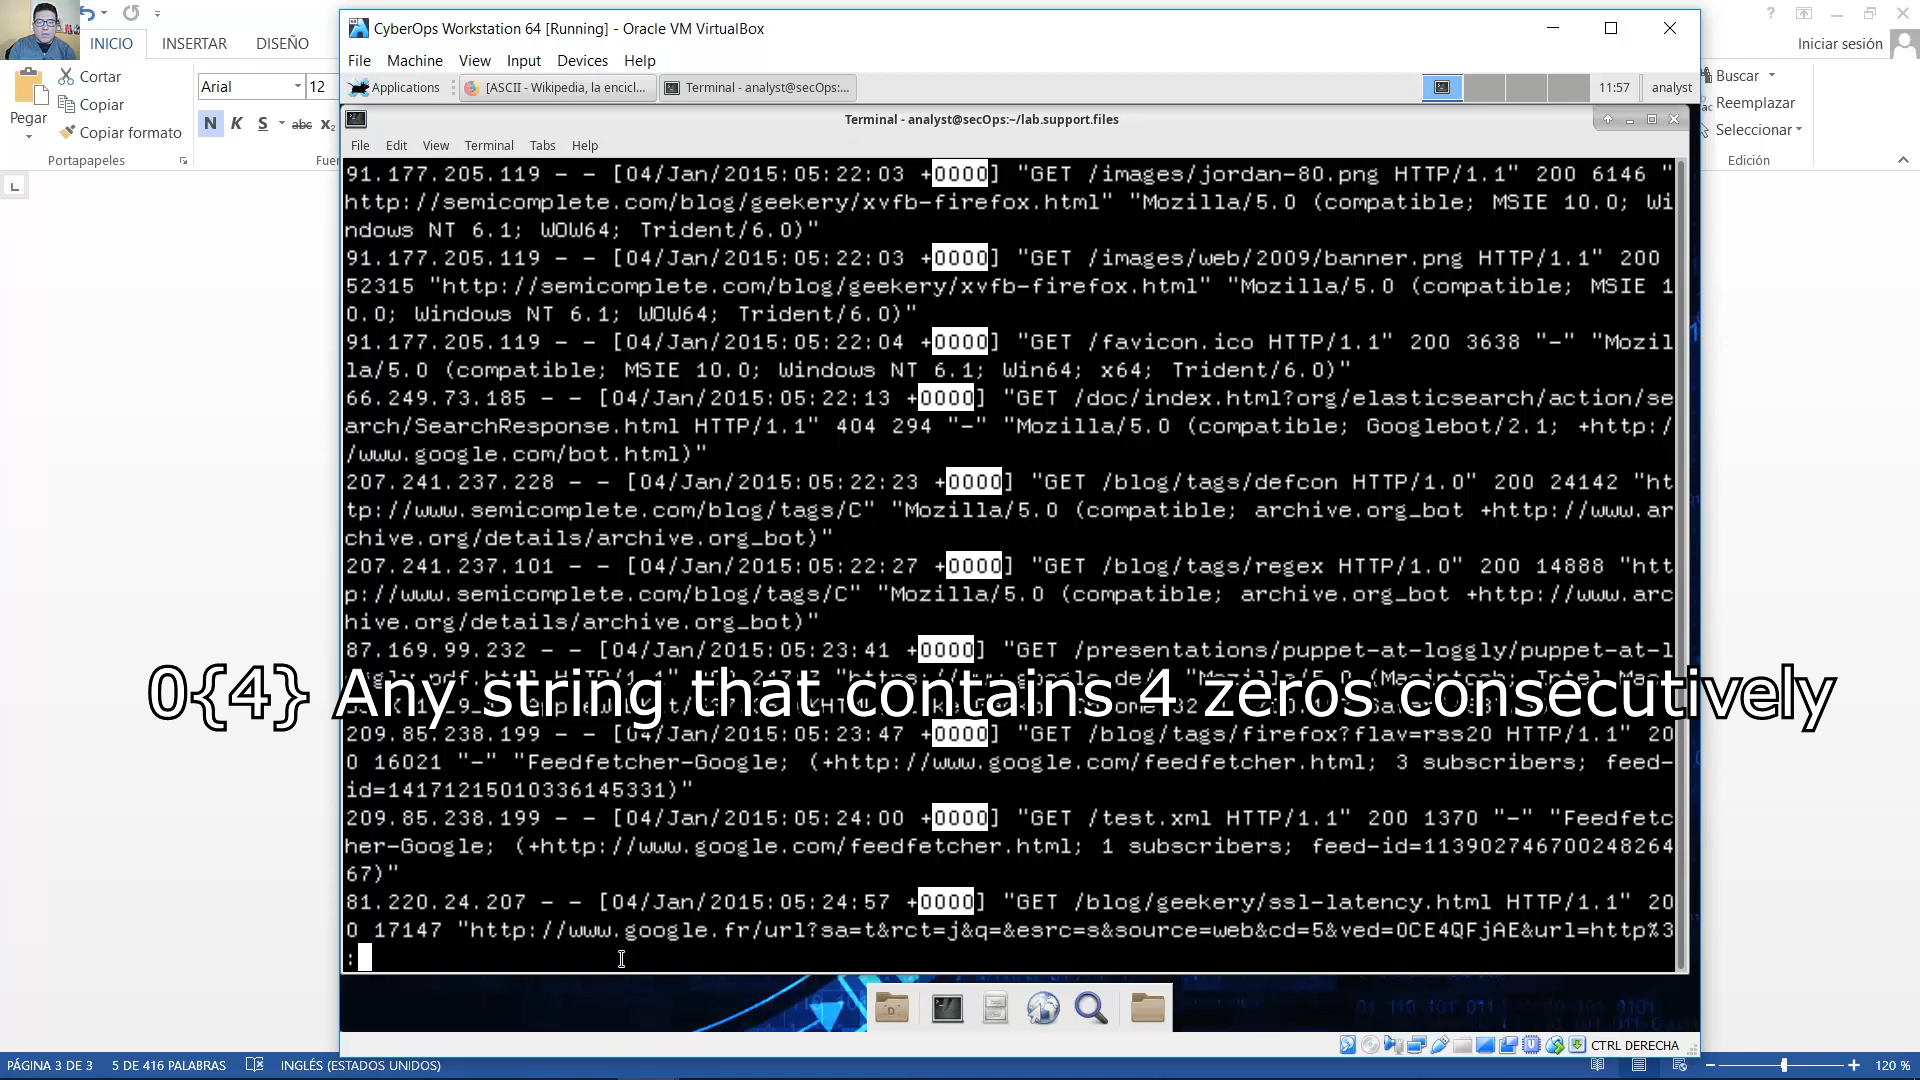 INICIO INSERTAR DISEÑO
Iniciar sesión
Cortar
Copiar
Copiar formato
Pegar
Portapapeles
Arial 12
N K S abc x₂
Fuer
Buscar
Reemplazar
Seleccionar
Edición
CyberOps Workstation 64 [Running] - Oracle VM VirtualBox
File Machine View Input Devices Help
Applications [ASCII - Wikipedia, la encicl... Terminal - analyst@secOps:... 11:57 analyst
Terminal - analyst@secOps:~/lab.support.files
File Edit View Terminal Tabs Help
91.177.205.119 - - [04/Jan/2015:05:22:03 +0000] "GET /images/jordan-80.png HTTP/1.1" 200 6146 "
http://semicomplete.com/blog/geekery/xvfb-firefox.html" "Mozilla/5.0 (compatible; MSIE 10.0; Wi
ndows NT 6.1; WOW64; Trident/6.0)"
91.177.205.119 - - [04/Jan/2015:05:22:03 +0000] "GET /images/web/2009/banner.png HTTP/1.1" 200
52315 "http://semicomplete.com/blog/geekery/xvfb-firefox.html" "Mozilla/5.0 (compatible; MSIE 1
0.0; Windows NT 6.1; WOW64; Trident/6.0)"
91.177.205.119 - - [04/Jan/2015:05:22:04 +0000] "GET /favicon.ico HTTP/1.1" 200 3638 "-" "Mozil
la/5.0 (compatible; MSIE 10.0; Windows NT 6.1; Win64; x64; Trident/6.0)"
66.249.73.185 - - [04/Jan/2015:05:22:13 +0000] "GET /doc/index.html?org/elasticsearch/action/se
arch/SearchResponse.html HTTP/1.1" 404 294 "-" "Mozilla/5.0 (compatible; Googlebot/2.1; +http:/
/www.google.com/bot.html)"
207.241.237.228 - - [04/Jan/2015:05:22:23 +0000] "GET /blog/tags/defcon HTTP/1.0" 200 24142 "ht
tp://www.semicomplete.com/blog/tags/C" "Mozilla/5.0 (compatible; archive.org_bot +http://www.ar
chive.org/details/archive.org_bot)"
207.241.237.101 - - [04/Jan/2015:05:22:27 +0000] "GET /blog/tags/regex HTTP/1.0" 200 14888 "htt
p://www.semicomplete.com/blog/tags/C" "Mozilla/5.0 (compatible; archive.org_bot +http://www.arc
hive.org/details/archive.org_bot)"
87.169.99.232 - - [04/Jan/2015:05:23:41 +0000] "GET /presentations/puppet-at-loggly/puppet-at-l
0{4} Any string that contains 4 zeros consecutively
209.85.238.199 - - [04/Jan/2015:05:23:47 +0000] "GET /blog/tags/firefox?flav=rss20 HTTP/1.1" 20
0 16021 "-" "Feedfetcher-Google; (+http://www.google.com/feedfetcher.html; 3 subscribers; feed-
id=14171215010336145331)"
209.85.238.199 - - [04/Jan/2015:05:24:00 +0000] "GET /test.xml HTTP/1.1" 200 1370 "-" "Feedfetc
her-Google; (+http://www.google.com/feedfetcher.html; 1 subscribers; feed-id=113902746700248264
67)"
81.220.24.207 - - [04/Jan/2015:05:24:57 +0000] "GET /blog/geekery/ssl-latency.html HTTP/1.1" 20
0 17147 "http://www.google.fr/url?sa=t&rct=j&q=&esrc=s&source=web&cd=5&ved=0CE4QFjAE&url=http%3
:
CTRL DERECHA
PÁGINA 3 DE 3 5 DE 416 PALABRAS INGLÉS (ESTADOS UNIDOS) 120 %